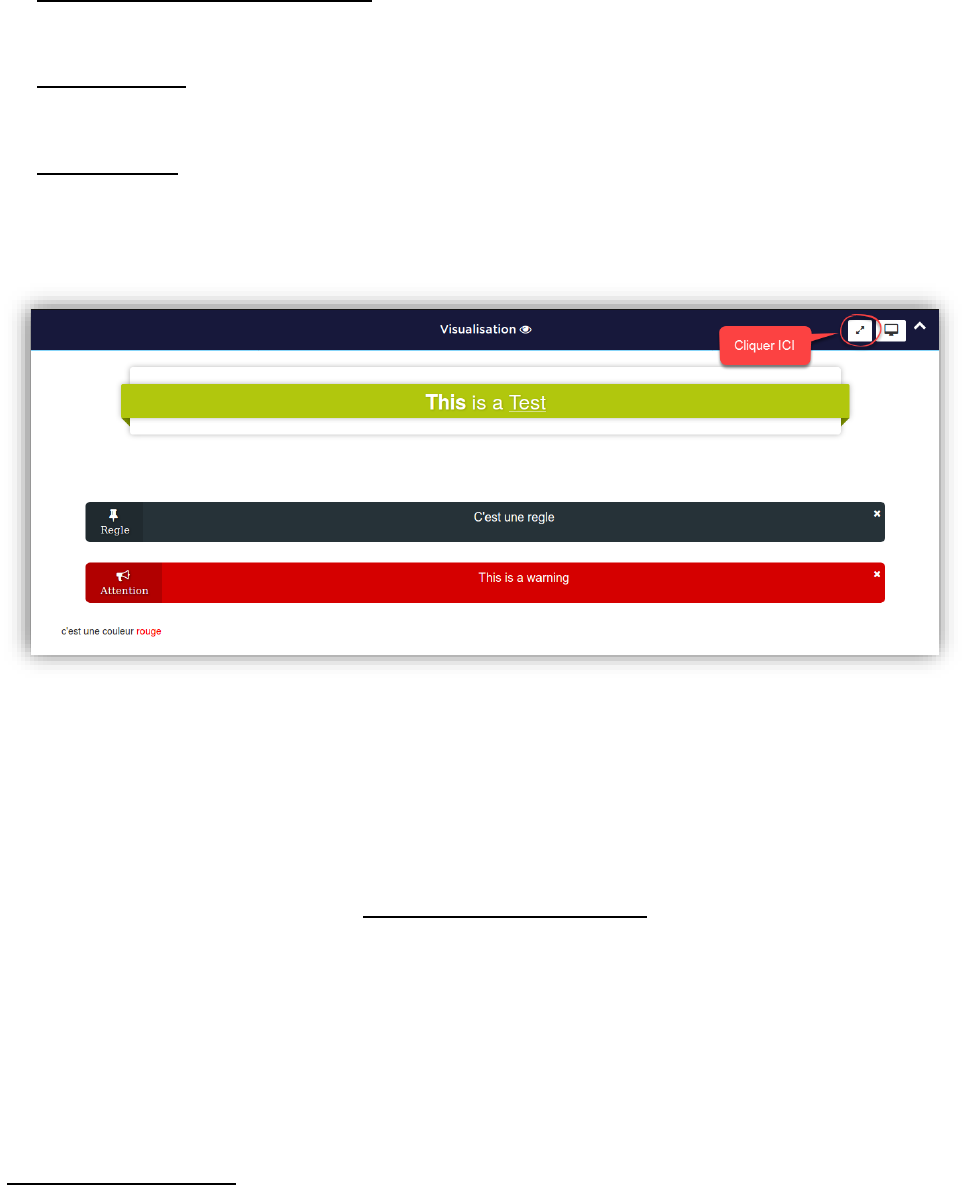 Visualisation
Cliquer ICI
This is a Test
C'est une regle
Regle
This is a warning
Attention
c'est une couleur rouge